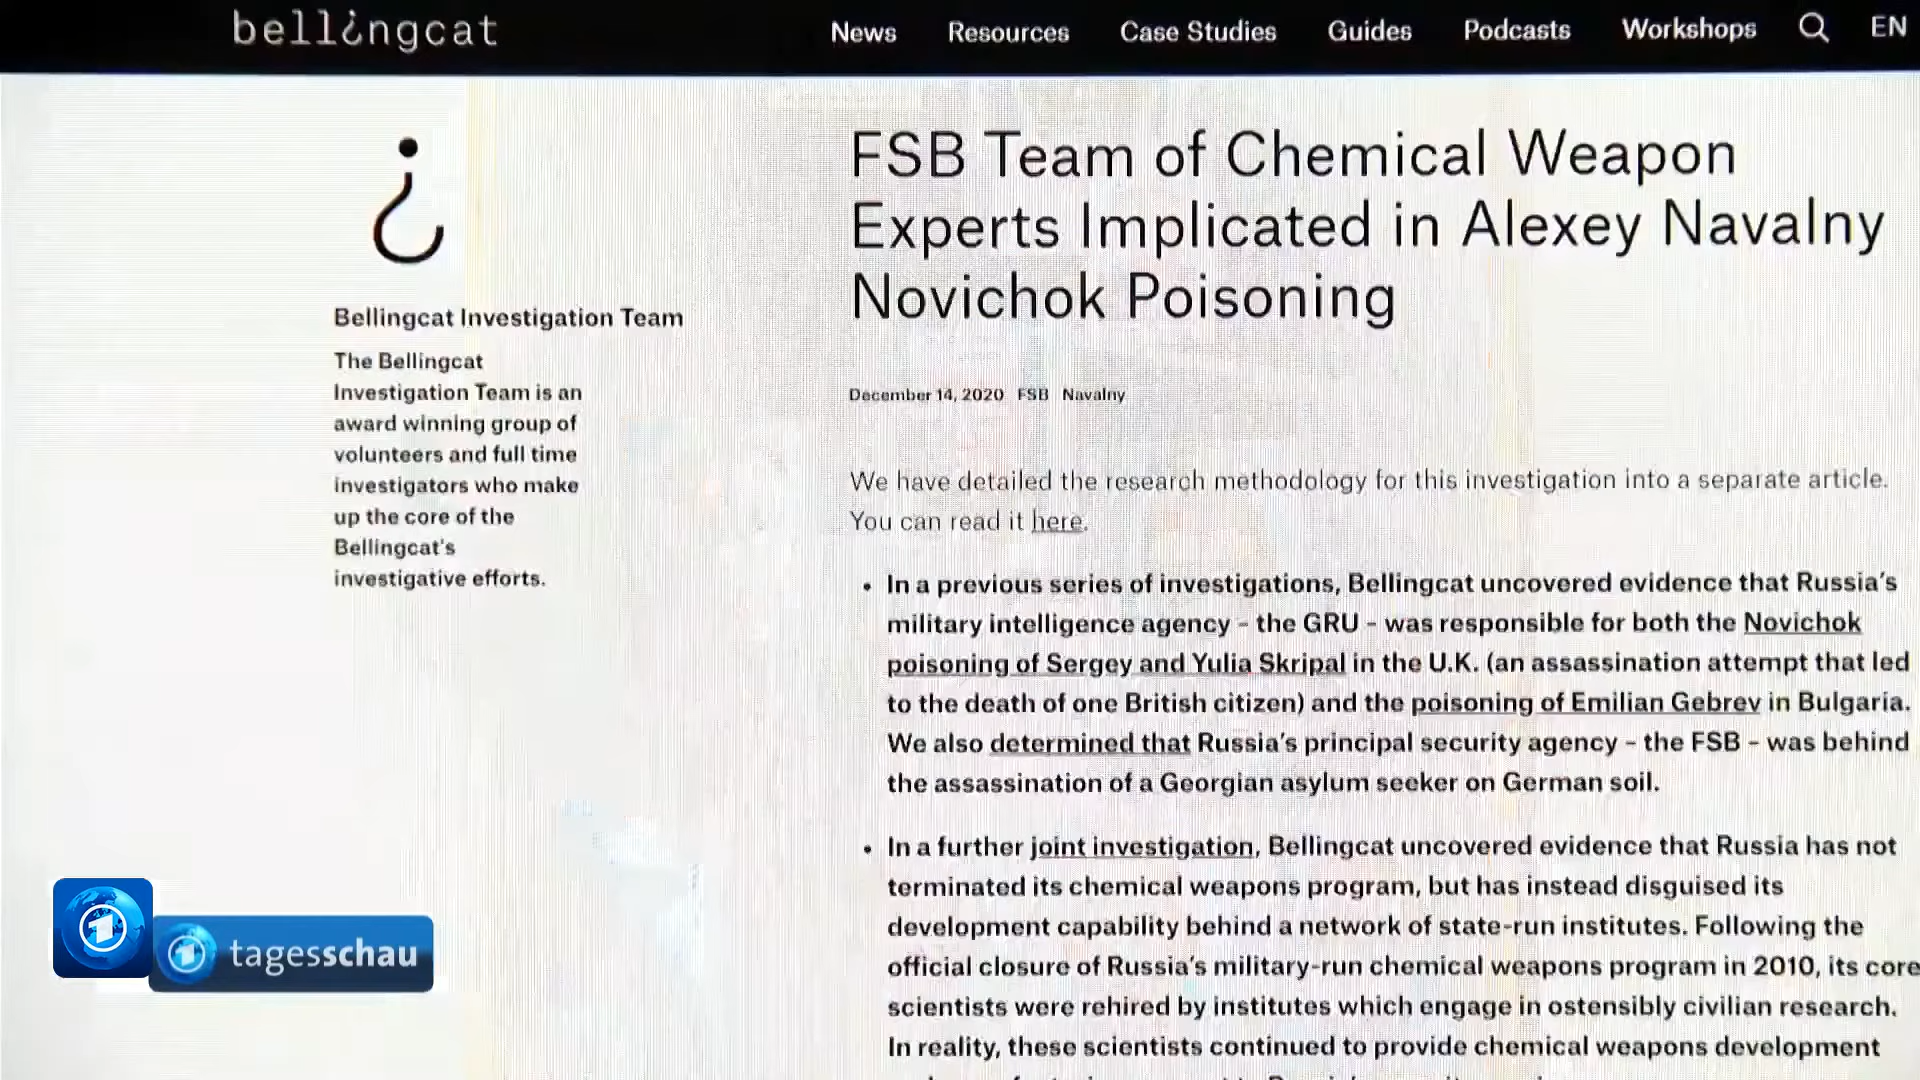 bell¿ngcat
News Resources Case Studies Guides Podcasts Workshops EN
Bellingcat Investigation Team
The Bellingcat
Investigation Team is an
award winning group of
volunteers and full time
investigators who make
up the core of the
Bellingcat's
investigative efforts.
FSB Team of Chemical Weapon
Experts Implicated in Alexey Navalny
Novichok Poisoning
December 14, 2020 FSB Navalny
We have detailed the research methodology for this investigation into a separate article.
You can read it here.
• In a previous series of investigations, Bellingcat uncovered evidence that Russia's
military intelligence agency - the GRU - was responsible for both the Novichok
poisoning of Sergey and Yulia Skripal in the U.K. (an assassination attempt that led
to the death of one British citizen) and the poisoning of Emilian Gebrev in Bulgaria.
We also determined that Russia's principal security agency - the FSB - was behind
the assassination of a Georgian asylum seeker on German soil.
• In a further joint investigation, Bellingcat uncovered evidence that Russia has not
terminated its chemical weapons program, but has instead disguised its
development capability behind a network of state-run institutes. Following the
official closure of Russia's military-run chemical weapons program in 2010, its core
scientists were rehired by institutes which engage in ostensibly civilian research.
In reality, these scientists continued to provide chemical weapons development
1
1 tagesschau